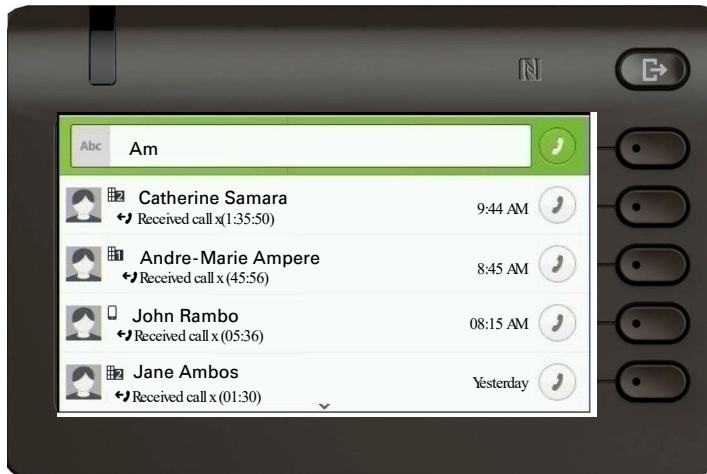 Abc Am
Catherine Samara
Received call x(1:35:50) 9:44 AM
Andre-Marie Ampere
Received call x (45:56) 8:45 AM
John Rambo
Received call x (05:36) 08:15 AM
Jane Ambos
Received call x (01:30) Yesterday